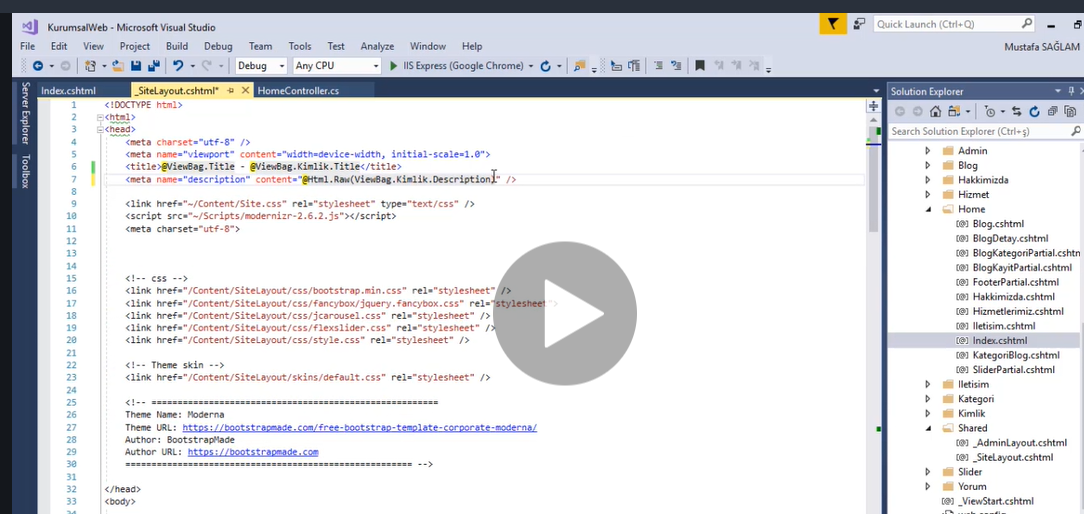 KurumsalWeb - Microsoft Visual Studio
Quick Launch (Ctrl+Q)
File Edit View Project Build Debug Team Tools Test Analyze Window Help
Mustafa SAĞLAM
Debug Any CPU IIS Express (Google Chrome)
Server Explorer
Toolbox
Index.cshtml _SiteLayout.cshtml* HomeController.cs
1 <!DOCTYPE html>
2 <html>
3 <head>
4 <meta charset="utf-8" />
5 <meta name="viewport" content="width=device-width, initial-scale=1.0">
6 <title>@ViewBag.Title - @ViewBag.Kimlik.Title</title>
7 <meta name="description" content="@Html.Raw(ViewBag.Kimlik.Description)" />
8
9 <link href="~/Content/Site.css" rel="stylesheet" type="text/css" />
10 <script src="~/Scripts/modernizr-2.6.2.js"></script>
11 <meta charset="utf-8">
12
13
14
15 <!-- css -->
16 <link href="/Content/SiteLayout/css/bootstrap.min.css" rel="stylesheet" />
17 <link href="/Content/SiteLayout/css/fancybox/jquery.fancybox.css" rel="stylesheet">
18 <link href="/Content/SiteLayout/css/jcarousel.css" rel="stylesheet" />
19 <link href="/Content/SiteLayout/css/flexslider.css" rel="stylesheet" />
20 <link href="/Content/SiteLayout/css/style.css" rel="stylesheet" />
21
22 <!-- Theme skin -->
23 <link href="/Content/SiteLayout/skins/default.css" rel="stylesheet" />
24
25 <!-- ===================================================
26 Theme Name: Moderna
27 Theme URL: https://bootstrapmade.com/free-bootstrap-template-corporate-moderna/
28 Author: BootstrapMade
29 Author URL: https://bootstrapmade.com
30 =================================================== -->
31
32 </head>
33 <body>
Solution Explorer
Search Solution Explorer (Ctrl+ş)
Admin
Blog
Hakkimizda
Hizmet
Home
Blog.cshtml
BlogDetay.cshtml
BlogKategoriPartial.cshtml
BlogKayitPartial.cshtml
FooterPartial.cshtml
Hakkimizda.cshtml
Hizmetlerimiz.cshtml
Iletisim.cshtml
Index.cshtml
KategoriBlog.cshtml
SliderPartial.cshtml
Iletisim
Kategori
Kimlik
Shared
_AdminLayout.cshtml
_SiteLayout.cshtml
Slider
Yorum
_ViewStart.cshtml